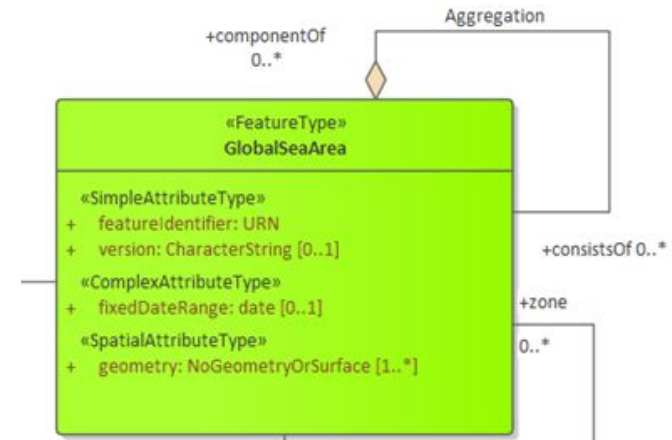 Aggregation
+componentOf
0..*
«FeatureType»
GlobalSeaArea
«SimpleAttributeType»
+ featureIdentifier: URN
+ version: CharacterString [0..1]
«ComplexAttributeType»
+ fixedDateRange: date [0..1]
«SpatialAttributeType»
+ geometry: NoGeometryOrSurface [1..*]
+consistsOf 0..*
+zone
0..*